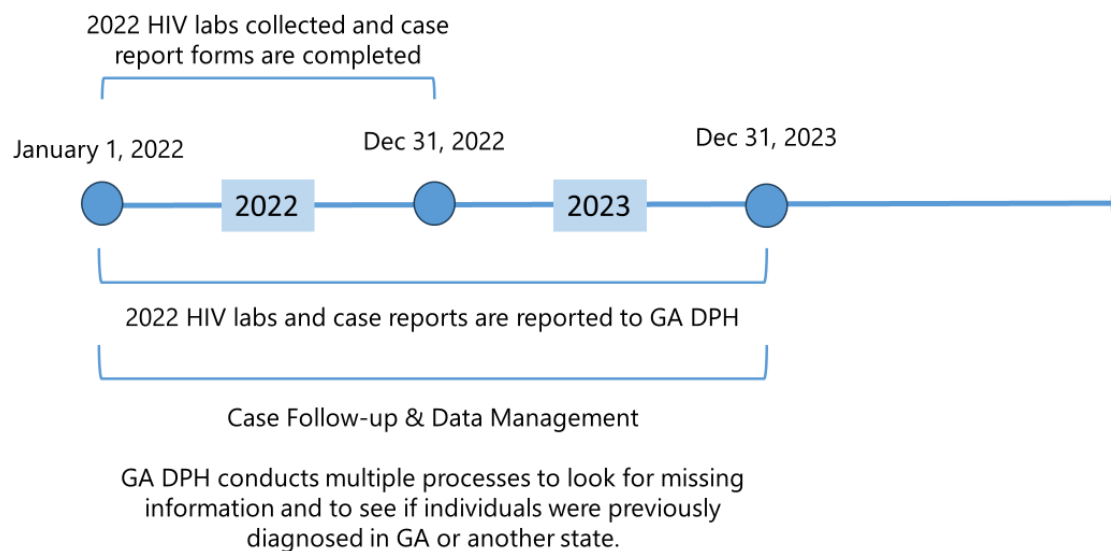 2022 HIV labs collected and case
report forms are completed
January 1, 2022
Dec 31, 2022
Dec 31, 2023
2022
2023
2022 HIV labs and case reports are reported to GA DPH
Case Follow-up & Data Management
GA DPH conducts multiple processes to look for missing
information and to see if individuals were previously
diagnosed in GA or another state.